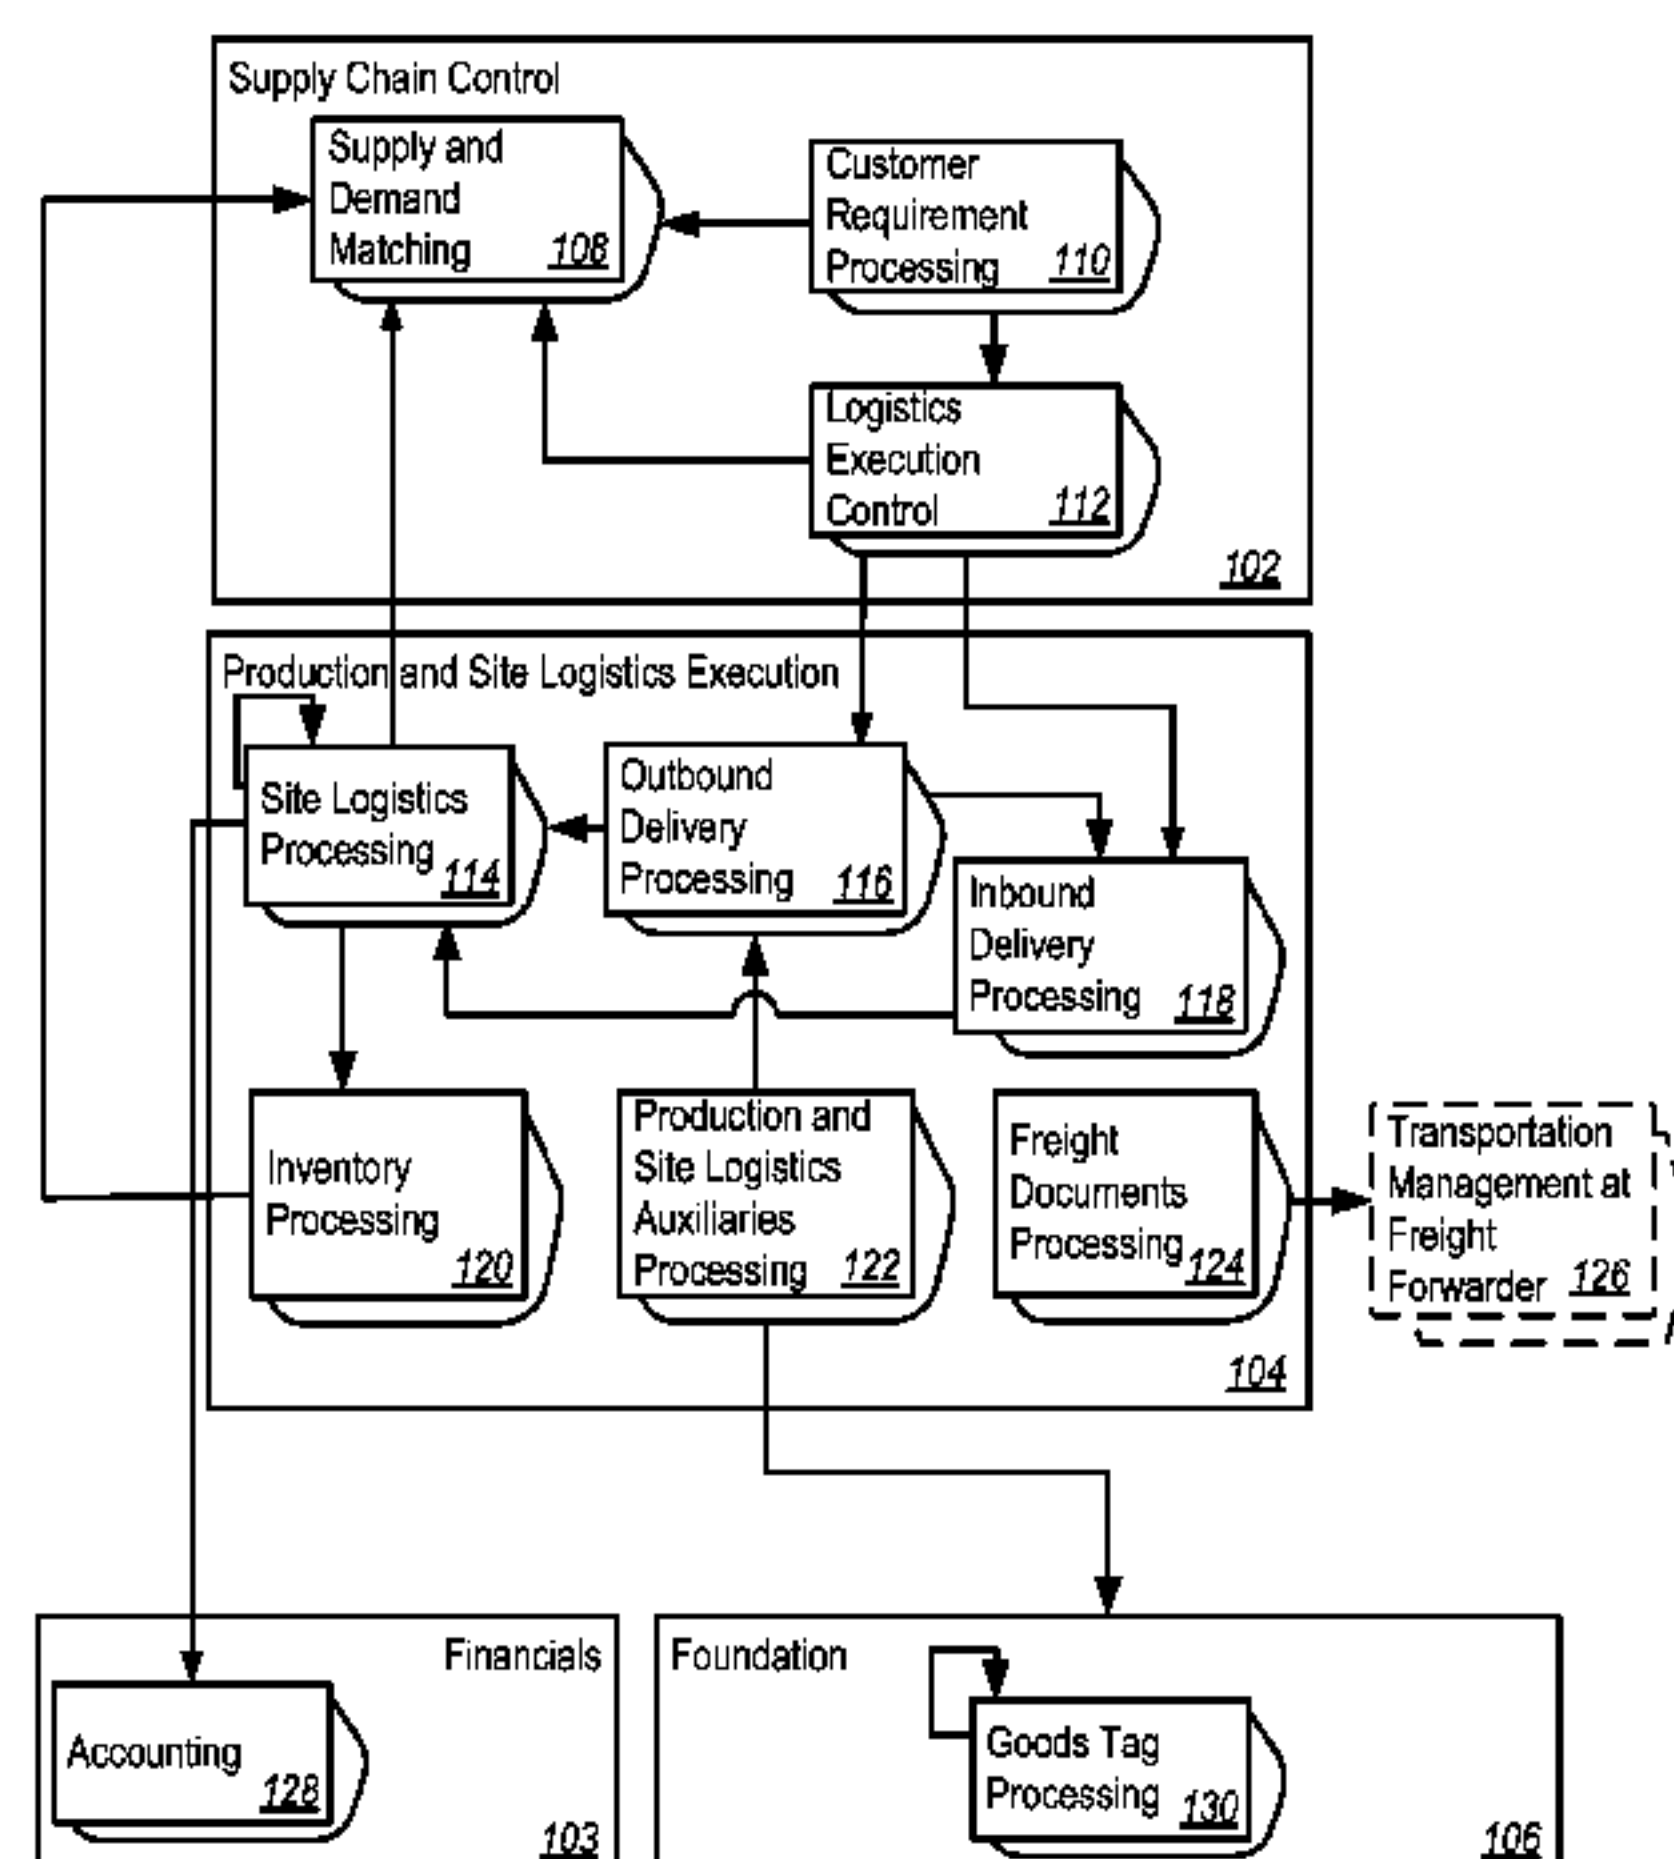 Supply Chain Control
Supply and
Demand
Matching 108
Customer
Requirement
Processing 110
Logistics
Execution
Control 112
102
Production and Site Logistics Execution
Site Logistics
Processing 114
Outbound
Delivery
Processing 116
Inbound
Delivery
Processing 118
Inventory
Processing
120
Production and
Site Logistics
Auxiliaries
Processing 122
Freight
Documents
Processing 124
Transportation
Management at
Freight
Forwarder 126
104
Financials
Accounting
128
103
Foundation
Goods Tag
Processing 130
106